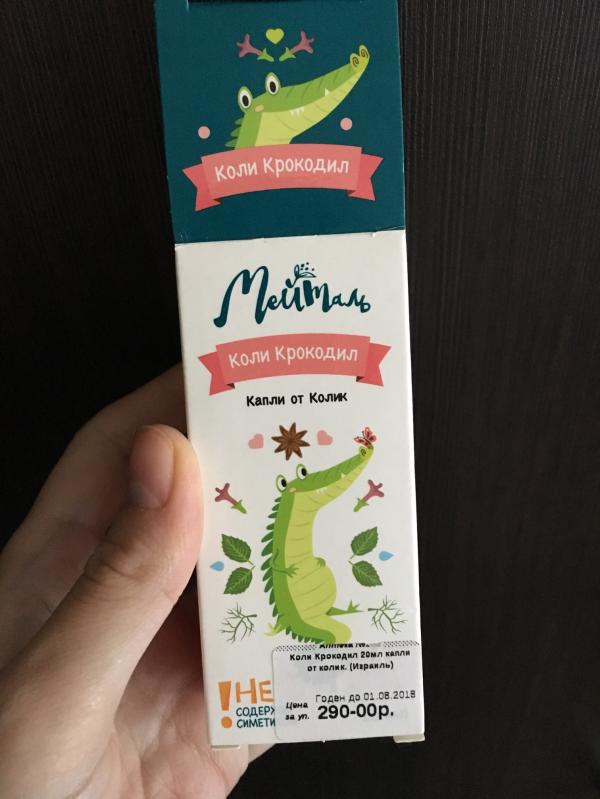 Коли Крокодил
Мейталь
Коли Крокодил
Капли от Колик
Коли Крокодил 20мл капли
от колик. (Израиль)
Годен до 01.08.2018
Цена
за уп. 290-00р.
!НЕ